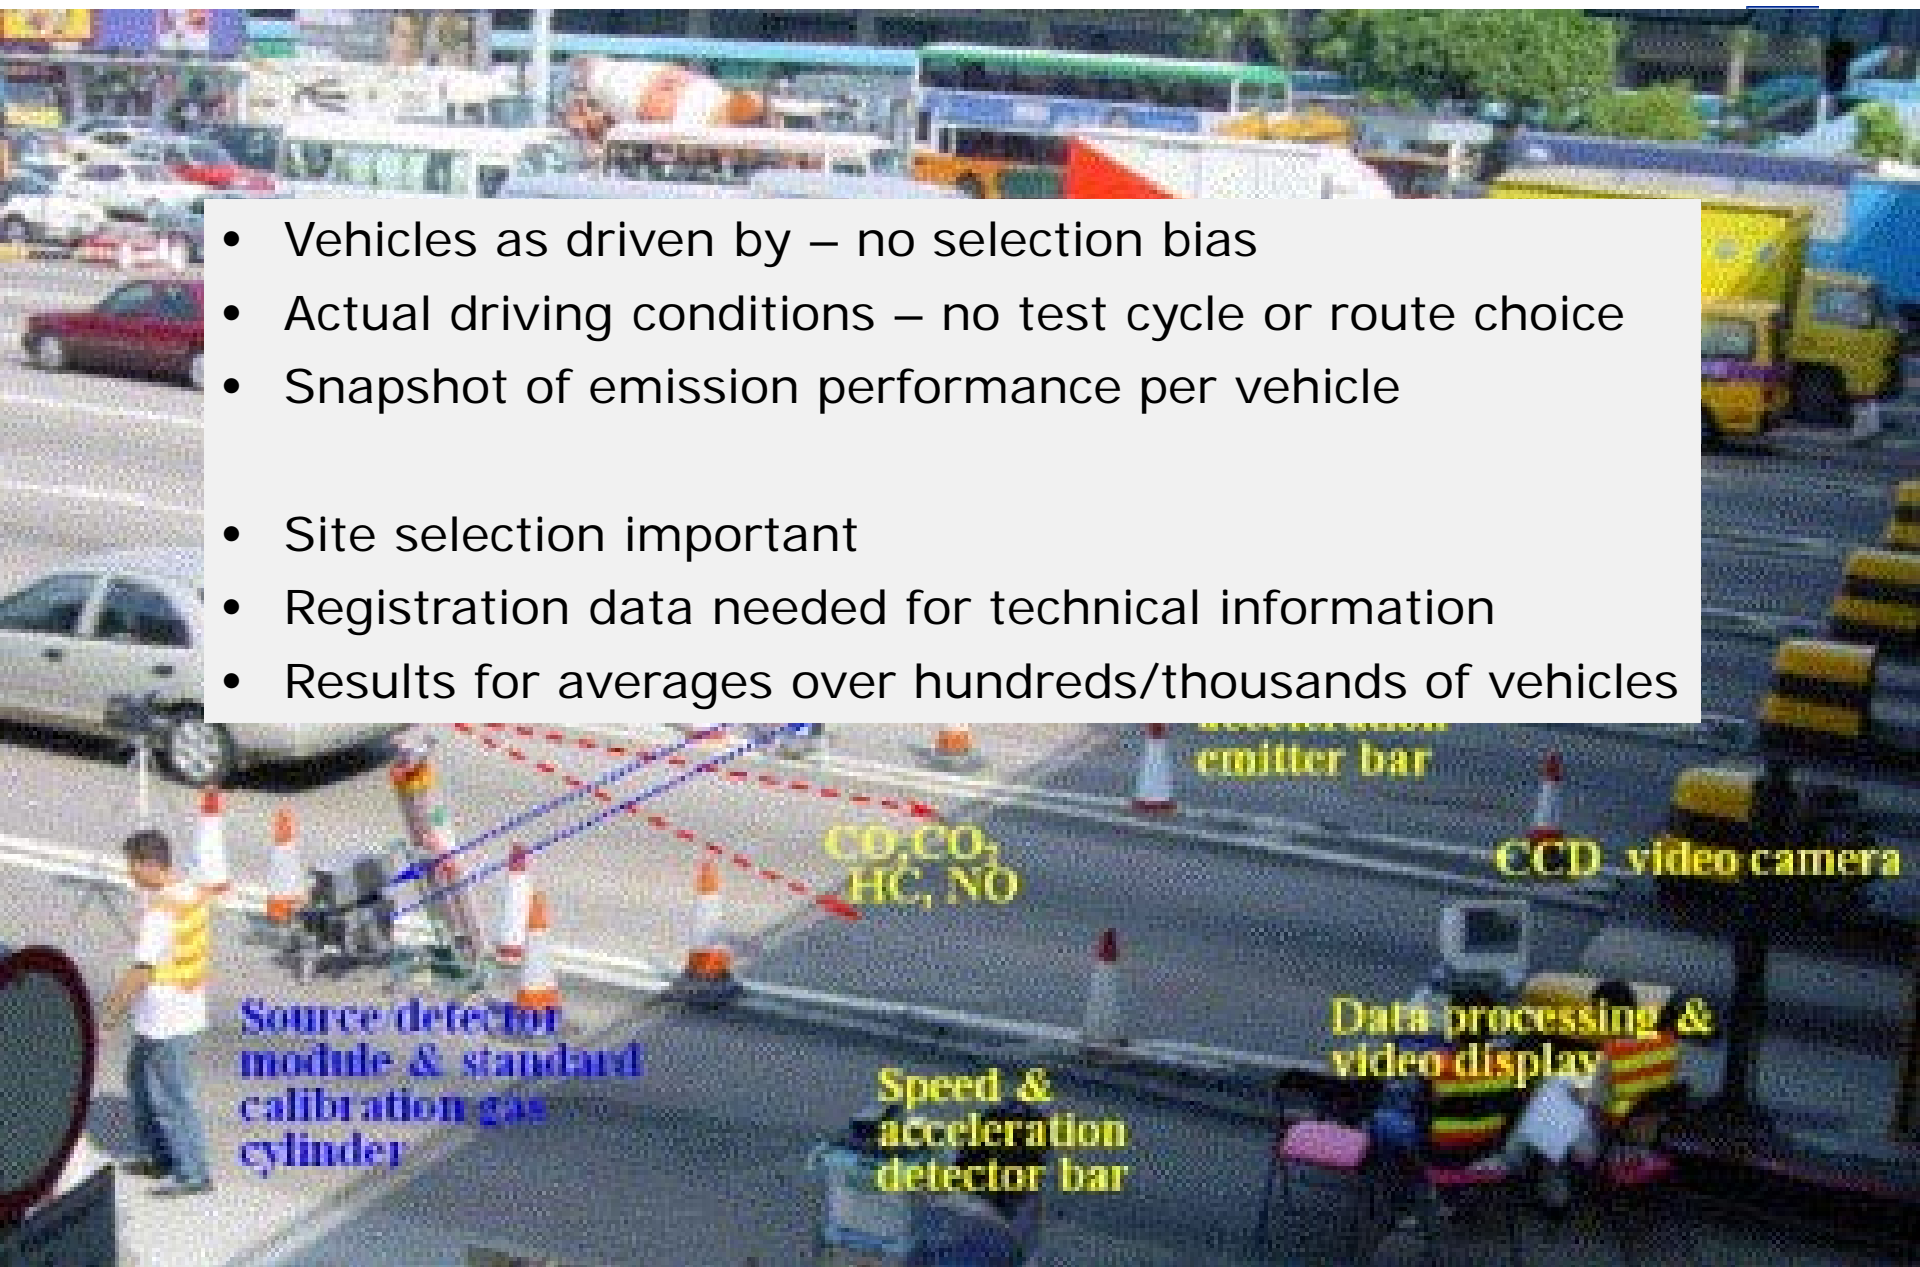 • Vehicles as driven by – no selection bias
• Actual driving conditions – no test cycle or route choice
• Snapshot of emission performance per vehicle
• Site selection important
• Registration data needed for technical information
• Results for averages over hundreds/thousands of vehicles
acceleration
emitter bar
CO,CO₂
HC, NO
CCD video camera
Source/detector
module & standard
calibration gas
cylinder
Speed &
acceleration
detector bar
Data processing &
video display